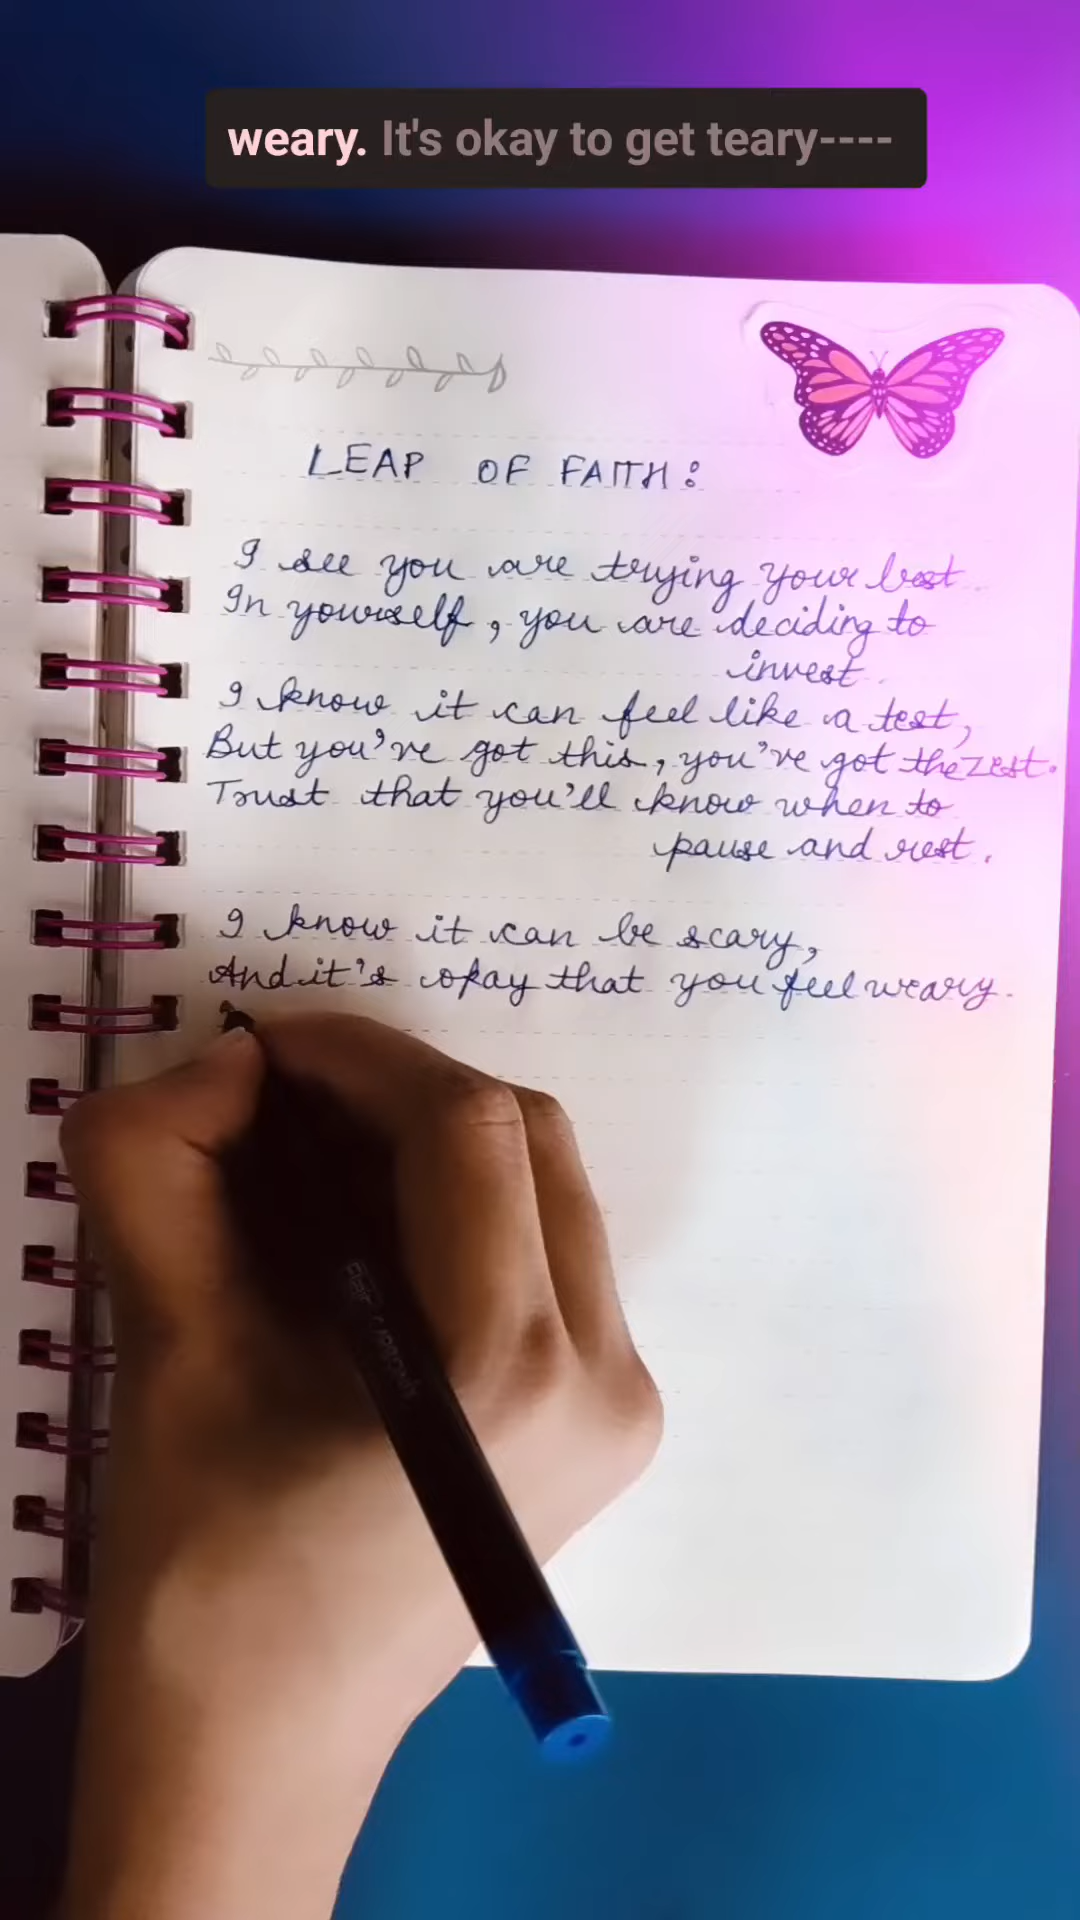 weary. It's okay to get teary----
LEAP OF FAITH:
I see you are trying your best
In yourself, you are deciding to
invest.
I know it can feel like a test,
But you've got this, you've got the zest.
Trust that you'll know when to
pause and rest.
I know it can be scary,
And it's okay that you feel weary.
Flair